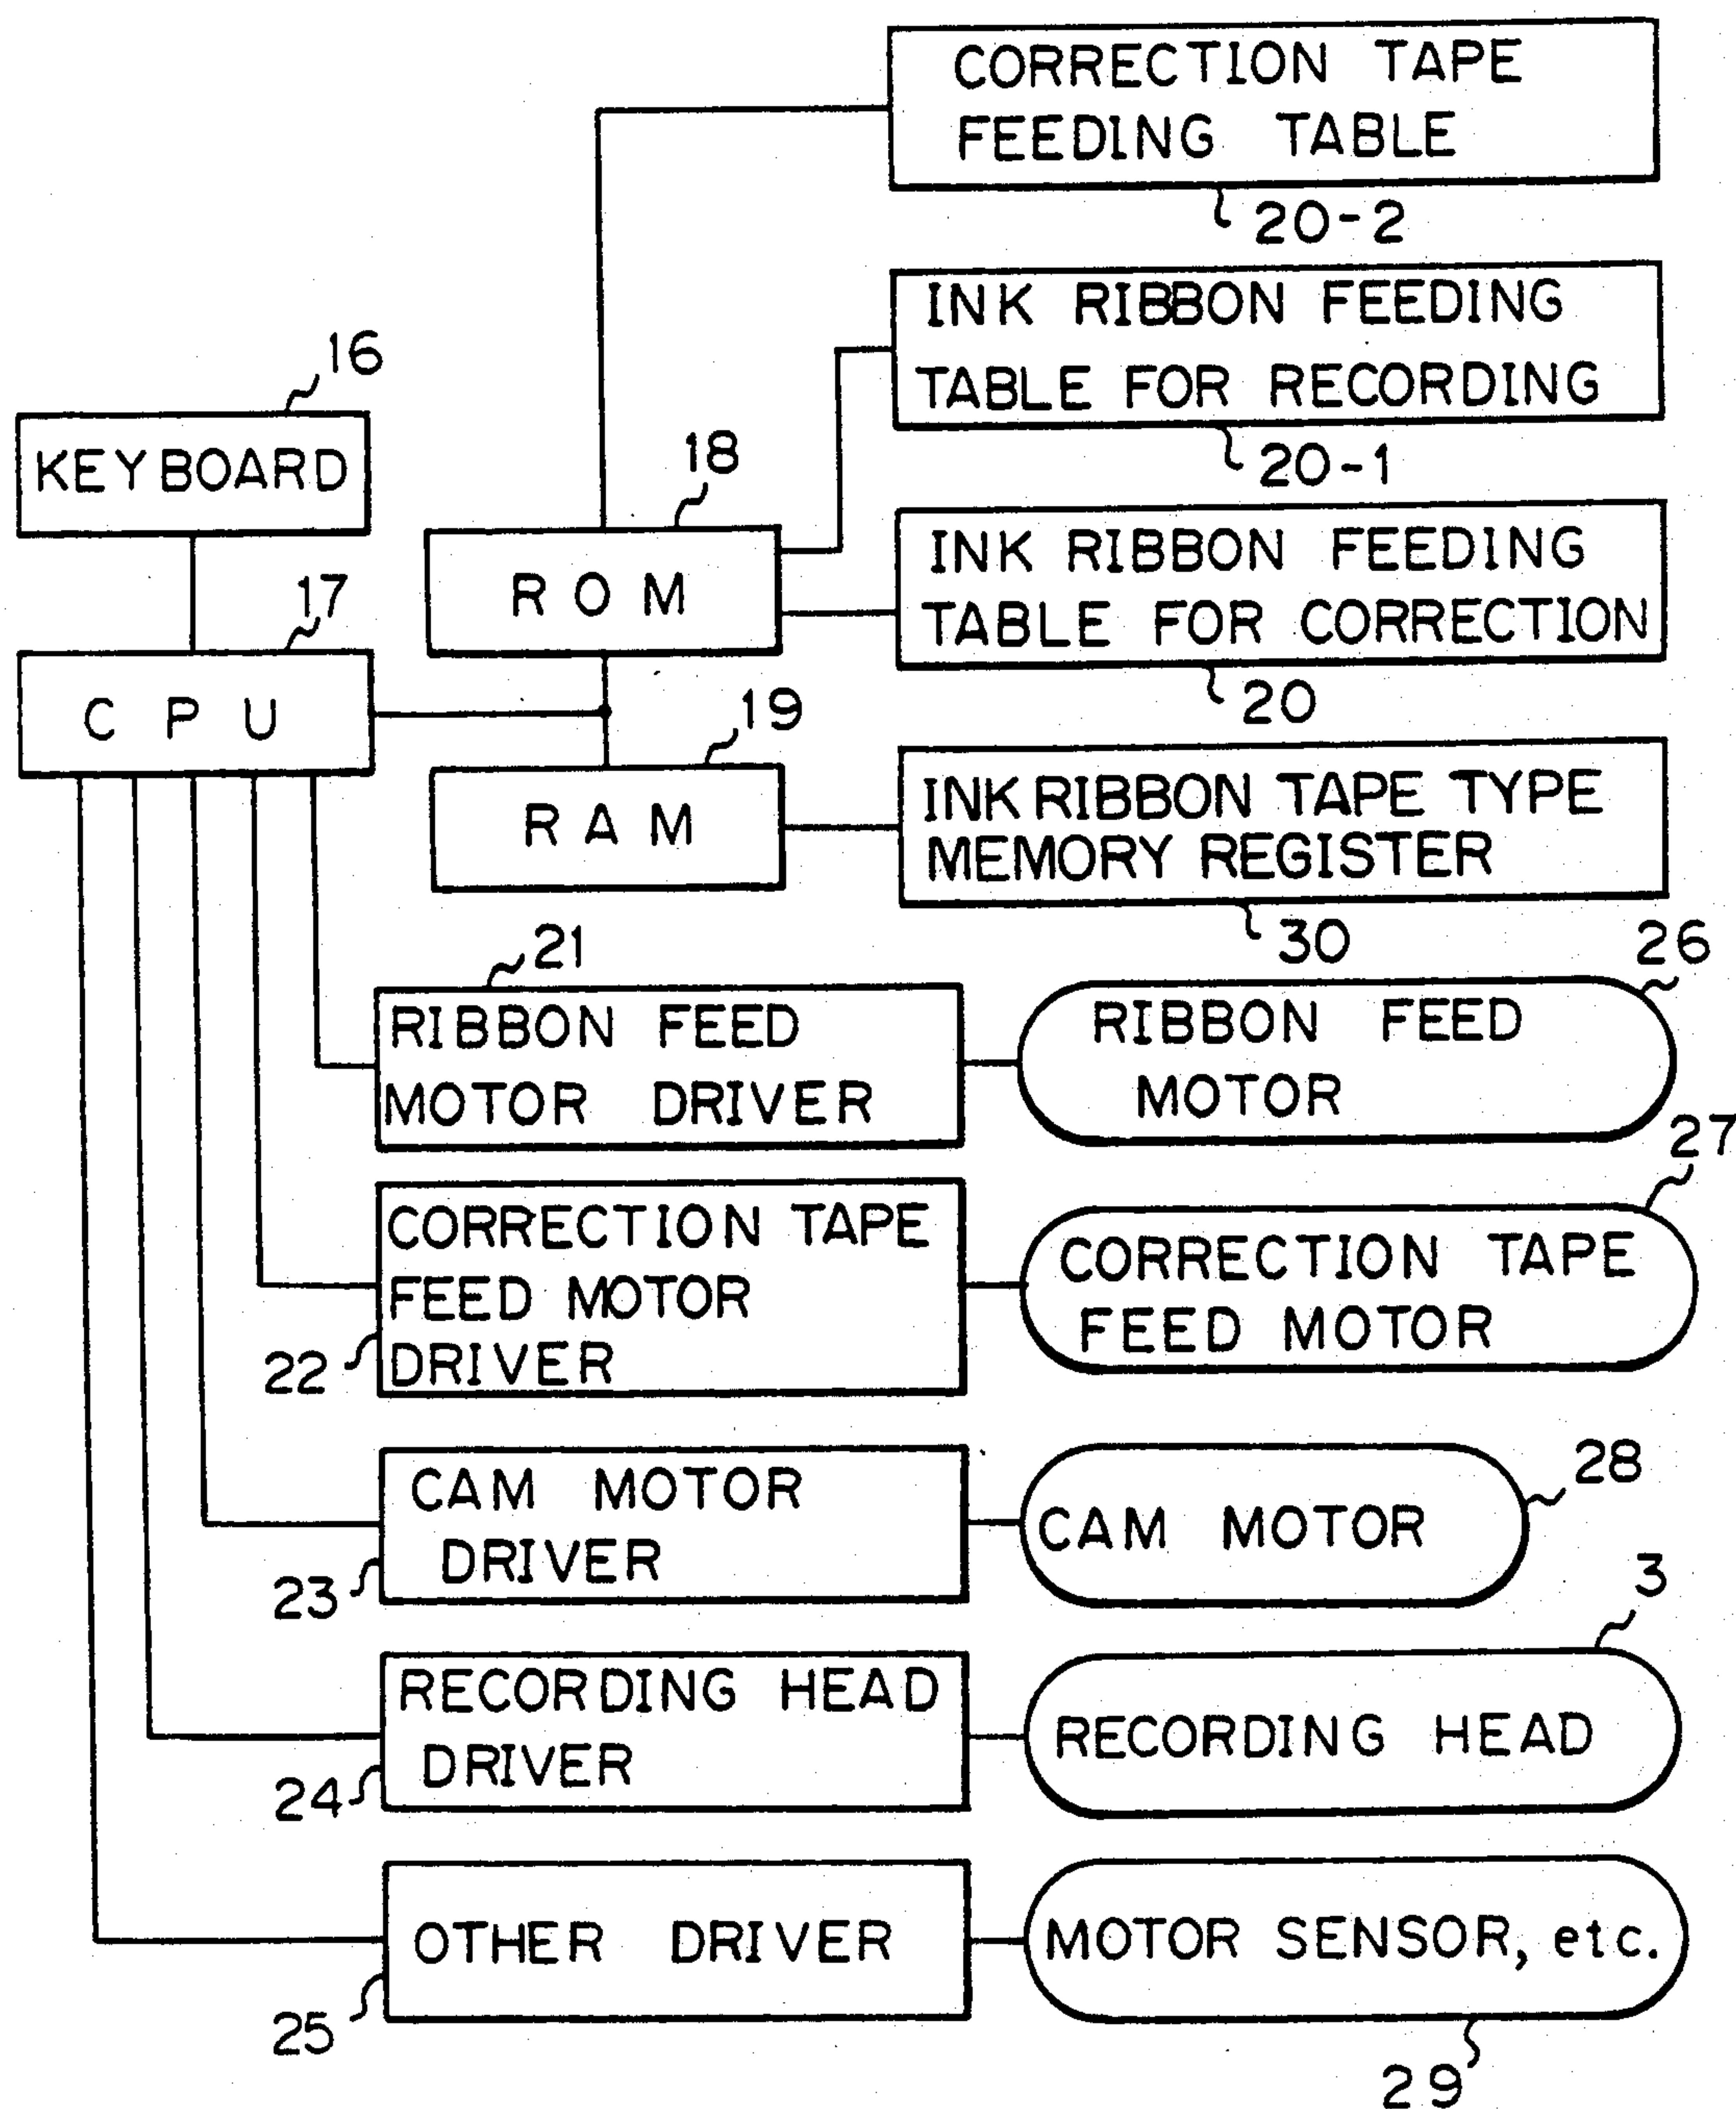 CORRECTION TAPE
FEEDING TABLE
20-2
INK RIBBON FEEDING
TABLE FOR RECORDING
20-1
16
KEYBOARD
18
ROM
INK RIBBON FEEDING
TABLE FOR CORRECTION
20
17
CPU
19
RAM
INK RIBBON TAPE TYPE
MEMORY REGISTER
30
21
RIBBON FEED
MOTOR DRIVER
26
RIBBON FEED
MOTOR
22
CORRECTION TAPE
FEED MOTOR
DRIVER
27
CORRECTION TAPE
FEED MOTOR
23
CAM MOTOR
DRIVER
28
CAM MOTOR
24
RECORDING HEAD
DRIVER
3
RECORDING HEAD
25
OTHER DRIVER
MOTOR SENSOR, etc.
29